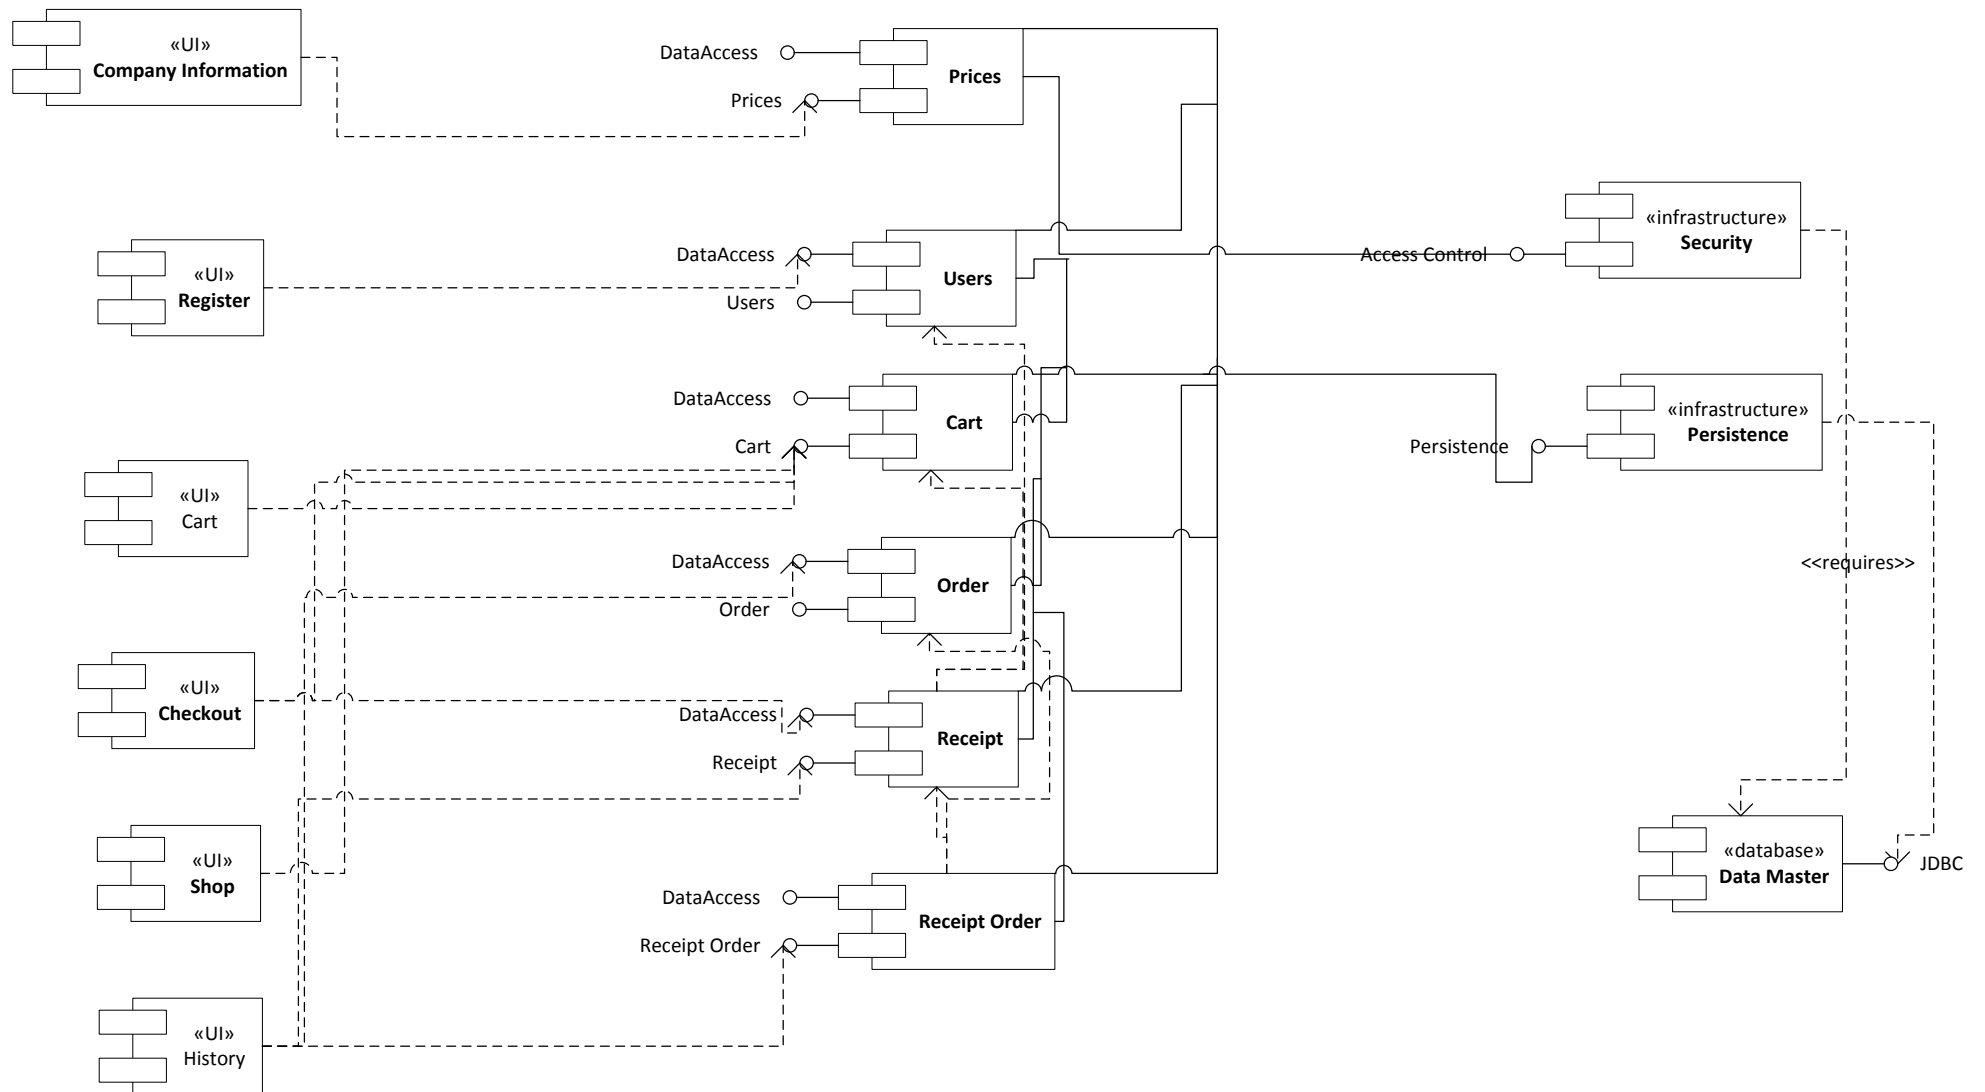 «UI»
Company Information
DataAccess
Prices
Prices
«infrastructure»
Security
Access Control
«UI»
Register
DataAccess
Users
Users
DataAccess
Cart
Cart
«infrastructure»
Persistence
Persistence
«UI»
Cart
DataAccess
Order
Order
<<requires>>
«UI»
Checkout
DataAccess
Receipt
Receipt
«UI»
Shop
«database»
Data Master
JDBC
DataAccess
Receipt Order
Receipt Order
«UI»
History